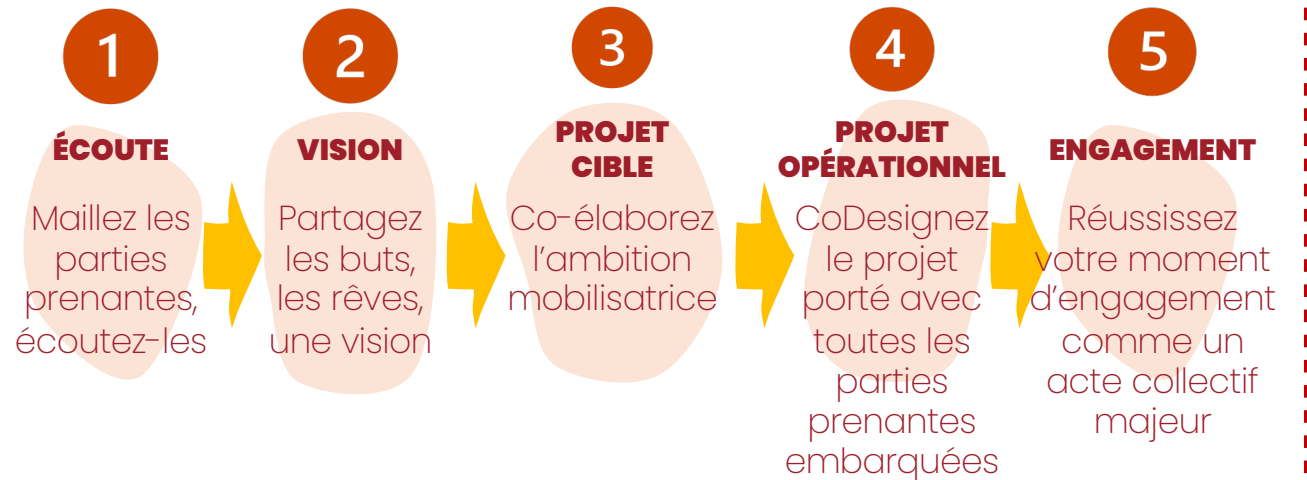 1
ÉCOUTE
Maillez les
parties
prenantes,
écoutez-les
2
VISION
Partagez
les buts,
les rêves,
une vision
3
PROJET
CIBLE
Co-élaborez
l’ambition
mobilisatrice
4
PROJET
OPÉRATIONNEL
CoDesignez
le projet
porté avec
toutes les
parties
prenantes
embarquées
5
ENGAGEMENT
Réussissez
votre moment
d’engagement
comme un
acte collectif
majeur